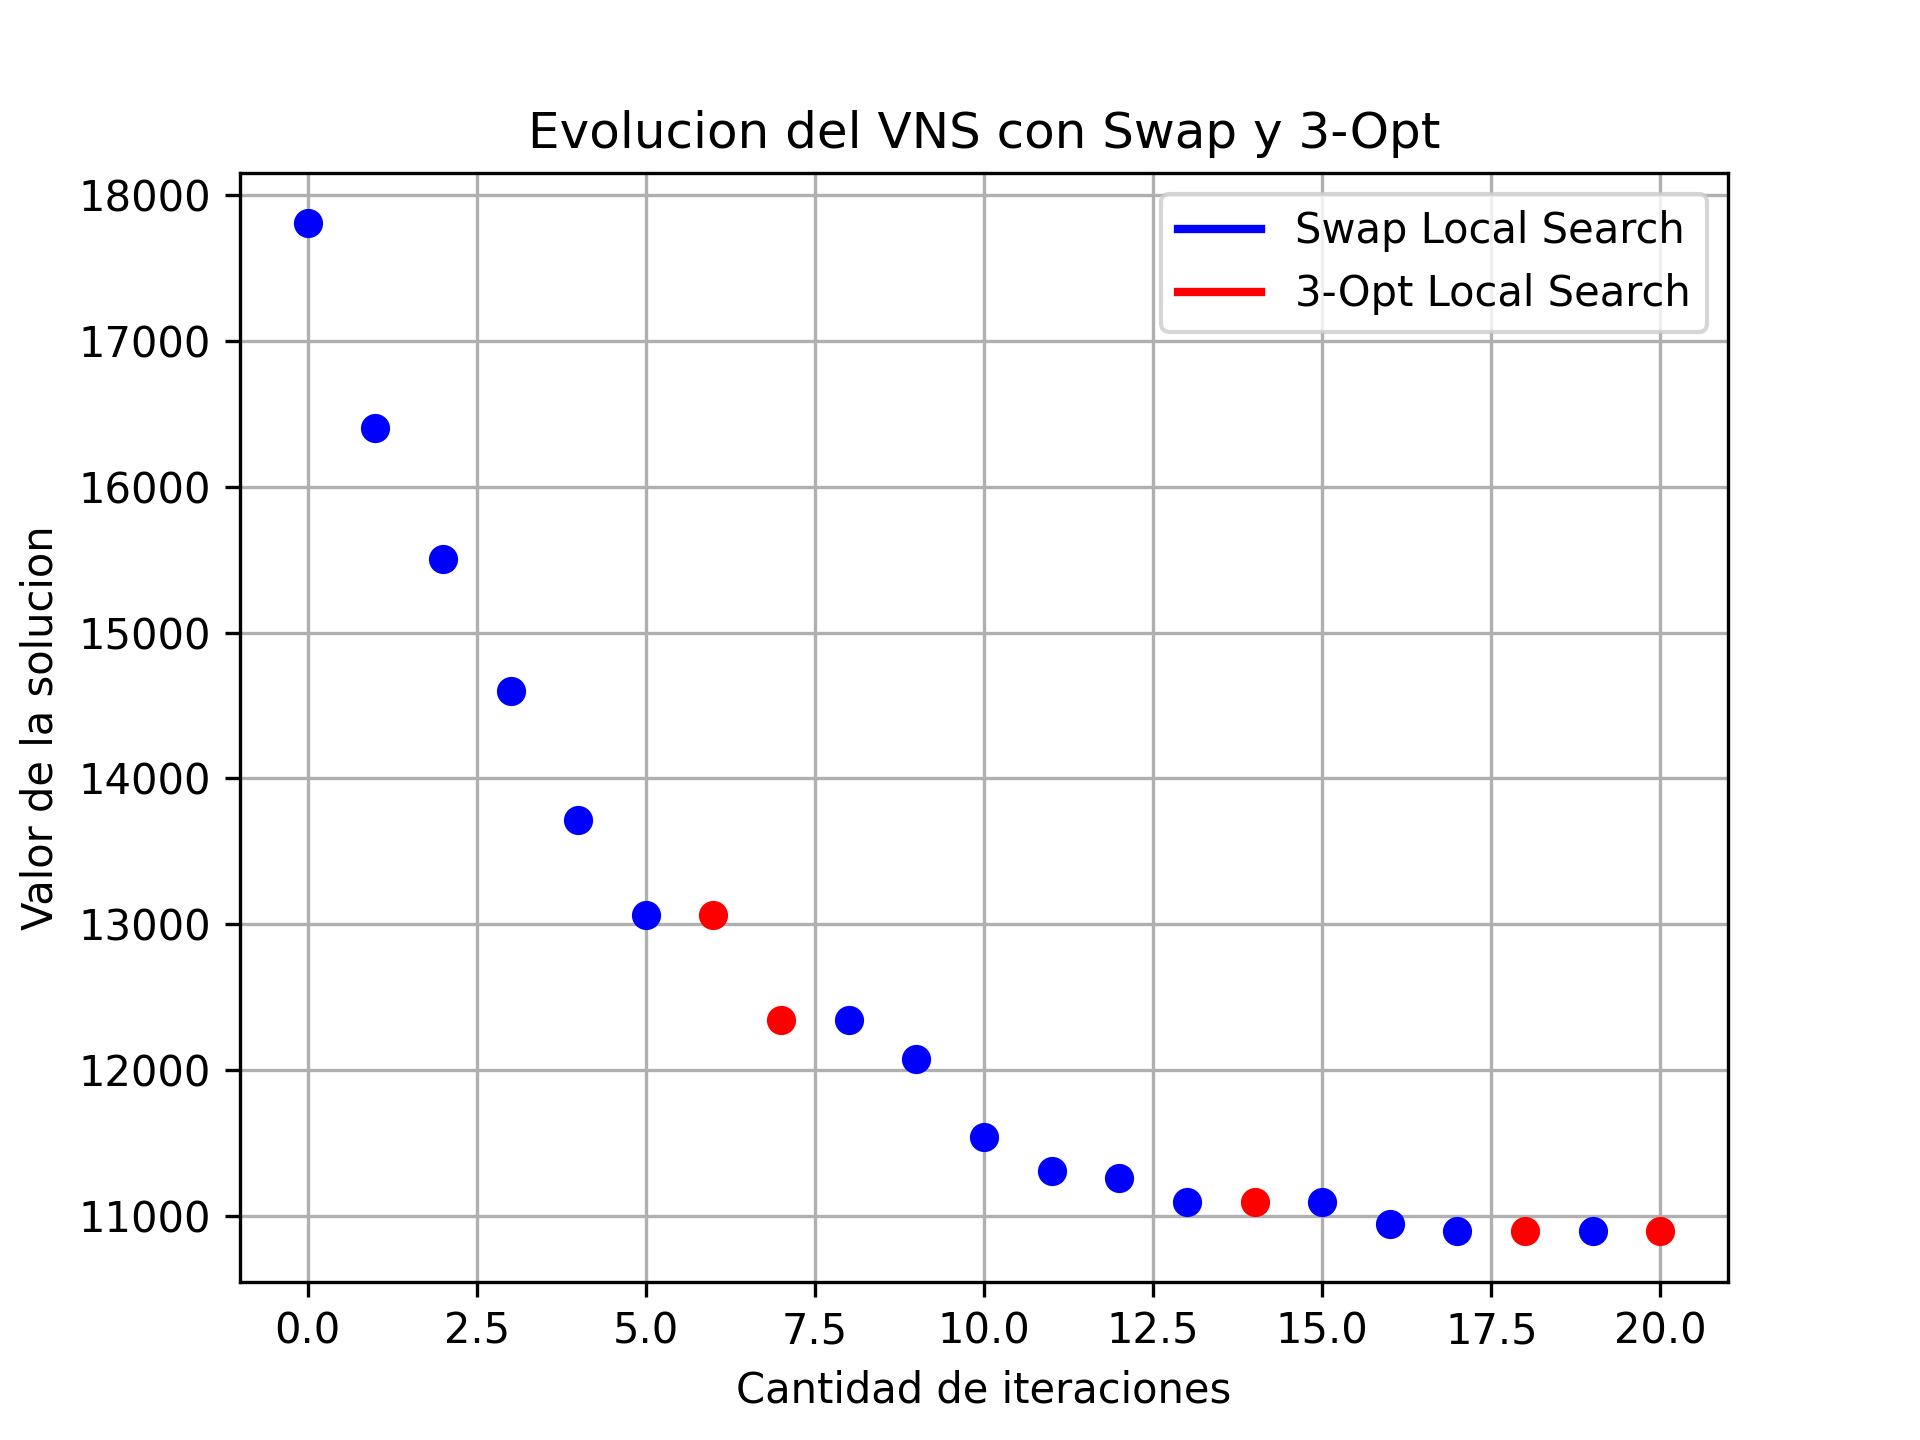 Evolucion del VNS con Swap y 3-Opt
Swap Local Search
3-Opt Local Search
Valor de la solucion
18000
17000
16000
15000
14000
13000
12000
11000
0.0 2.5 5.0 7.5 10.0 12.5 15.0 17.5 20.0
Cantidad de iteraciones